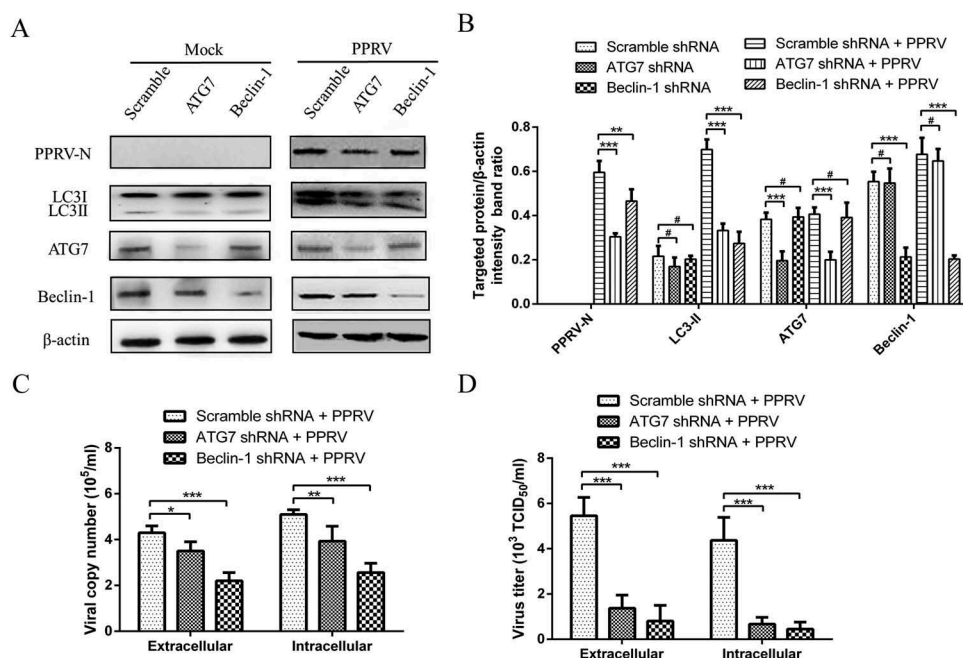 A
Mock
PPRV
Scramble
ATG7
Beclin-1
Scramble
ATG7
Beclin-1
PPRV-N
LC3I
LC3II
ATG7
Beclin-1
β-actin
B
Scramble shRNA
ATG7 shRNA
Beclin-1 shRNA
Scramble shRNA + PPRV
ATG7 shRNA + PPRV
Beclin-1 shRNA + PPRV
Targeted protein/β-actin
intensity band ratio
0.8
0.6
0.4
0.2
0.0
**
***
#
#
***
***
#
***
#
***
***
#
***
#
PPRV-N
LC3-II
ATG7
Beclin-1
C
Scramble shRNA + PPRV
ATG7 shRNA + PPRV
Beclin-1 shRNA + PPRV
Viral copy number (10⁵/ml)
8
6
4
2
0
***
*
***
**
Extracellular
Intracellular
D
Scramble shRNA + PPRV
ATG7 shRNA + PPRV
Beclin-1 shRNA + PPRV
Virus titer (10³ TCID₅₀/ml)
8
6
4
2
0
***
***
***
***
Extracellular
Intracellular